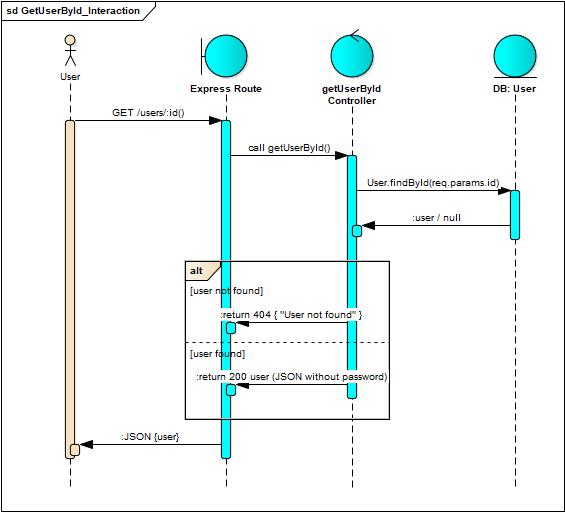 sd GetUserById_Interaction
User
Express Route
getUserById
Controller
DB: User
GET /users/:id()
call getUserById()
User.findById(req.params.id)
:user / null
alt
[user not found]
:return 404 { "User not found" }
[user found]
:return 200 user (JSON without password)
:JSON {user}